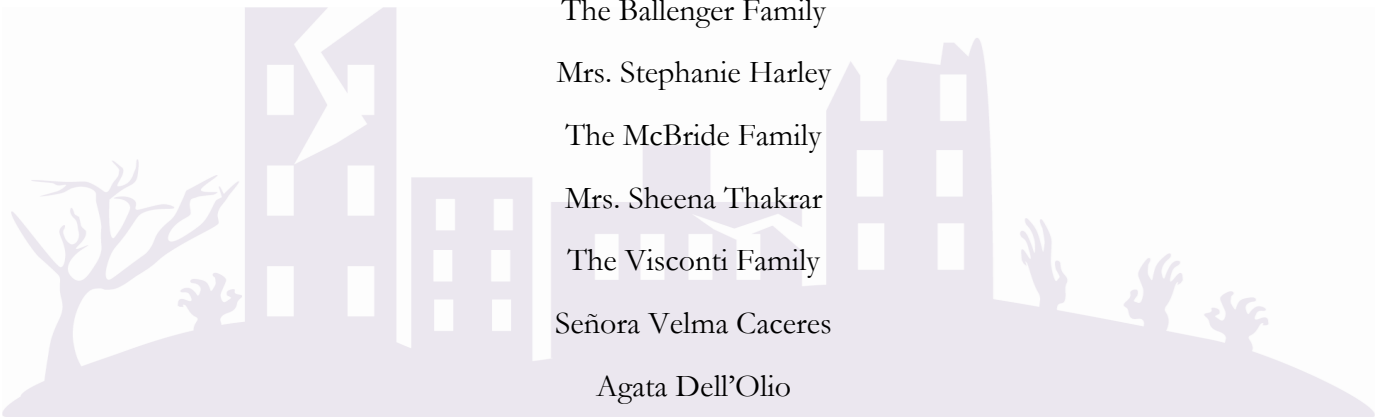 The Ballenger Family
Mrs. Stephanie Harley
The McBride Family
Mrs. Sheena Thakrar
The Visconti Family
Señora Velma Caceres
Agata Dell’Olio